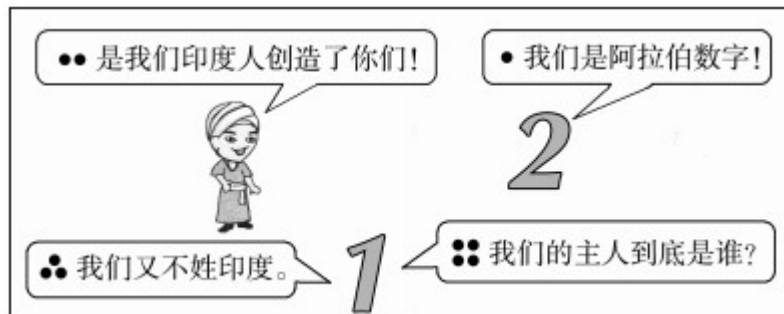 ●● 是我们印度人创造了你们！
● 我们是阿拉伯数字！
2
∴ 我们又不姓印度。
1
∷ 我们的主人到底是谁？